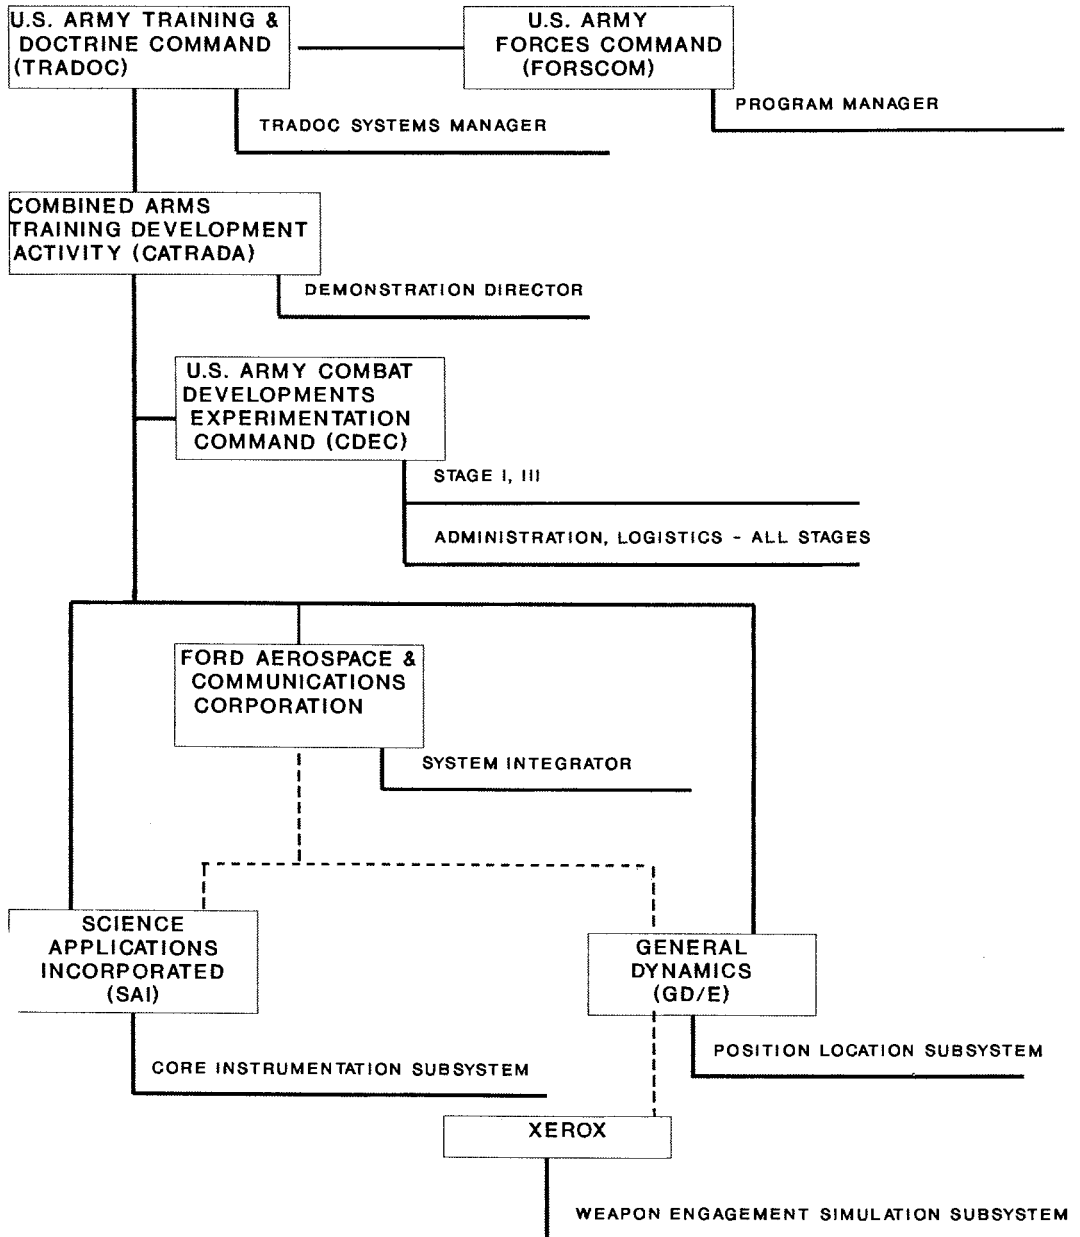 U.S. ARMY TRAINING &
DOCTRINE COMMAND
(TRADOC)
U.S. ARMY
FORCES COMMAND
(FORSCOM)
PROGRAM MANAGER
TRADOC SYSTEMS MANAGER
COMBINED ARMS
TRAINING DEVELOPMENT
ACTIVITY (CATRADA)
DEMONSTRATION DIRECTOR
U.S. ARMY COMBAT
DEVELOPMENTS
EXPERIMENTATION
COMMAND (CDEC)
STAGE I, III
ADMINISTRATION, LOGISTICS - ALL STAGES
FORD AEROSPACE &
COMMUNICATIONS
CORPORATION
SYSTEM INTEGRATOR
SCIENCE
APPLICATIONS
INCORPORATED
(SAI)
GENERAL
DYNAMICS
(GD/E)
POSITION LOCATION SUBSYSTEM
CORE INSTRUMENTATION SUBSYSTEM
XEROX
WEAPON ENGAGEMENT SIMULATION SUBSYSTEM